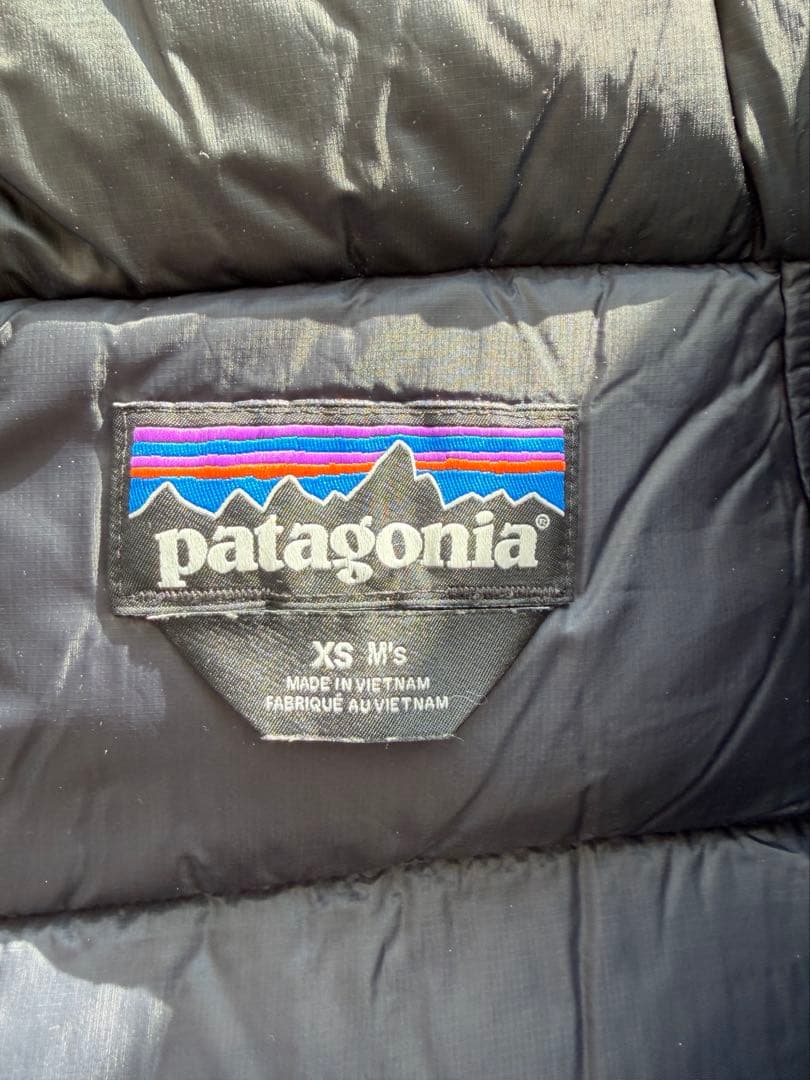 patagonia®
XS M's
MADE IN VIETNAM
FABRIQUÉ AU VIETNAM